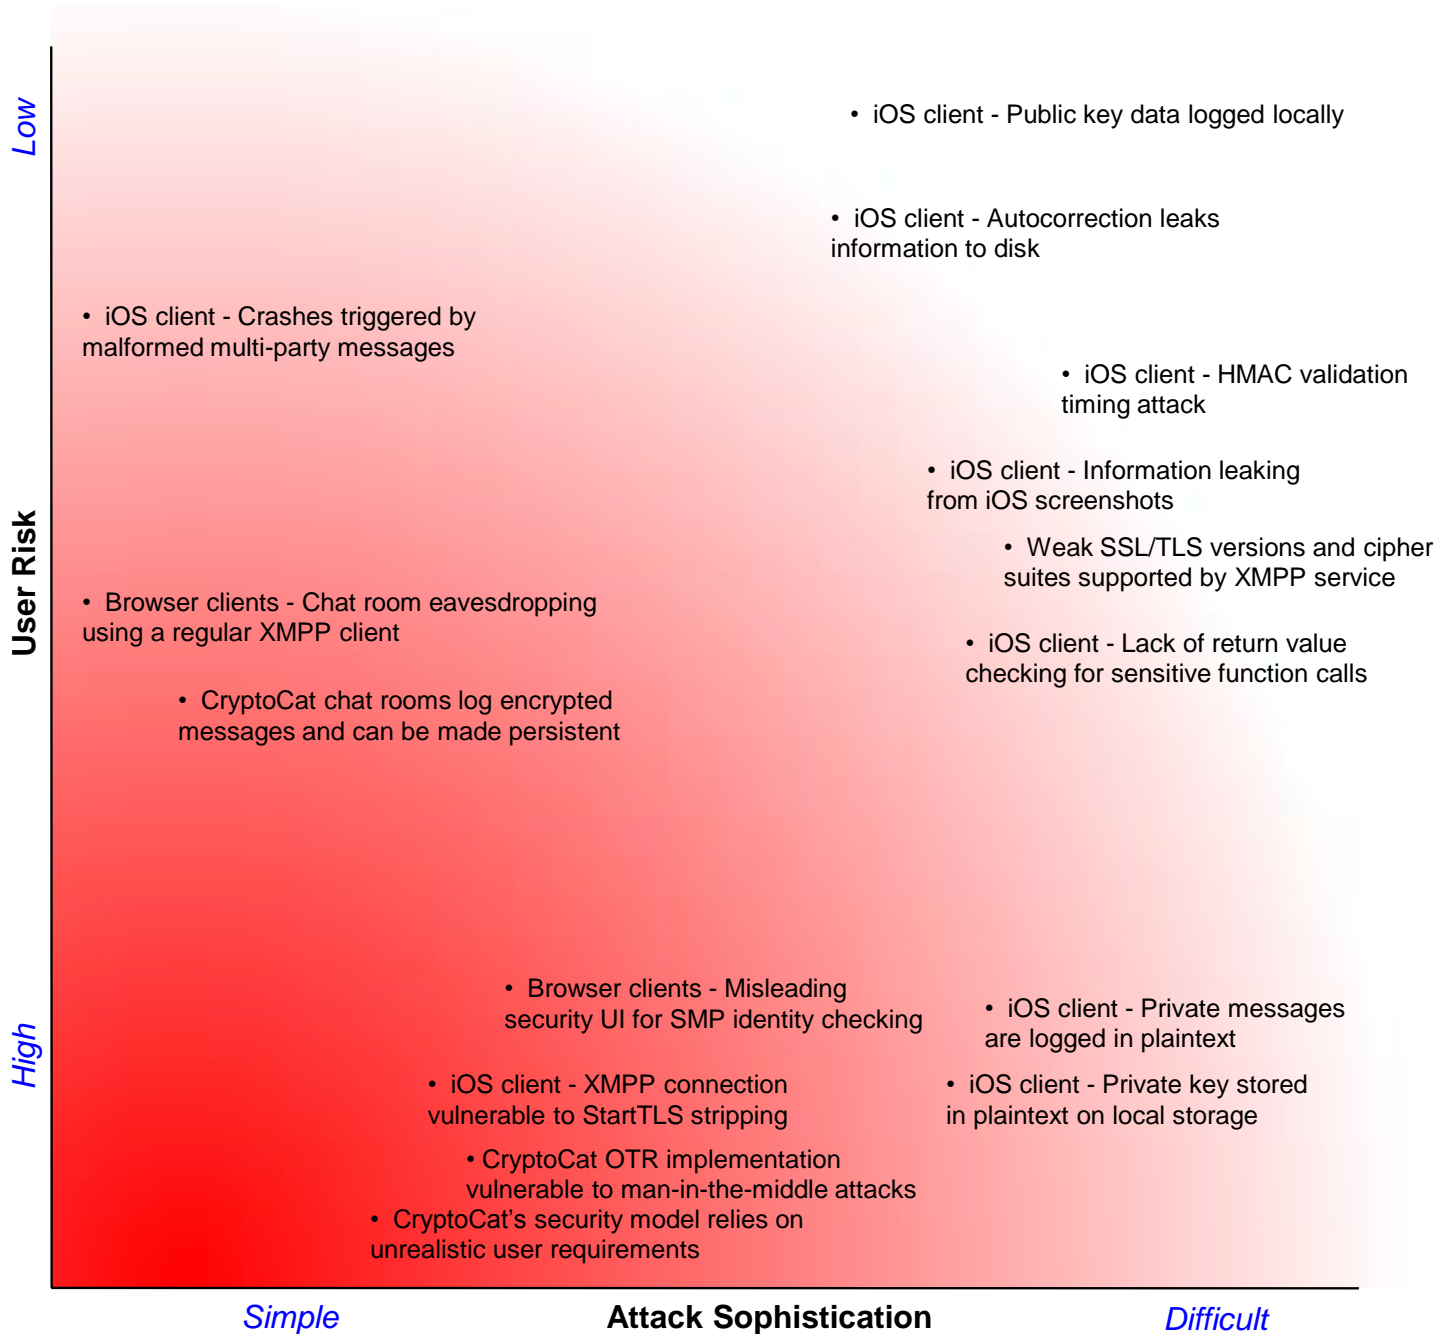 Low
• iOS client - Public key data logged locally
• iOS client - Autocorrection leaks
information to disk
• iOS client - Crashes triggered by
malformed multi-party messages
• iOS client - HMAC validation
timing attack
• iOS client - Information leaking
from iOS screenshots
User Risk
• Weak SSL/TLS versions and cipher
suites supported by XMPP service
• Browser clients - Chat room eavesdropping
using a regular XMPP client
• iOS client - Lack of return value
checking for sensitive function calls
• CryptoCat chat rooms log encrypted
messages and can be made persistent
• Browser clients - Misleading
security UI for SMP identity checking
• iOS client - Private messages
are logged in plaintext
High
• iOS client - XMPP connection
vulnerable to StartTLS stripping
• iOS client - Private key stored
in plaintext on local storage
• CryptoCat OTR implementation
vulnerable to man-in-the-middle attacks
• CryptoCat's security model relies on
unrealistic user requirements
Simple
Attack Sophistication
Difficult